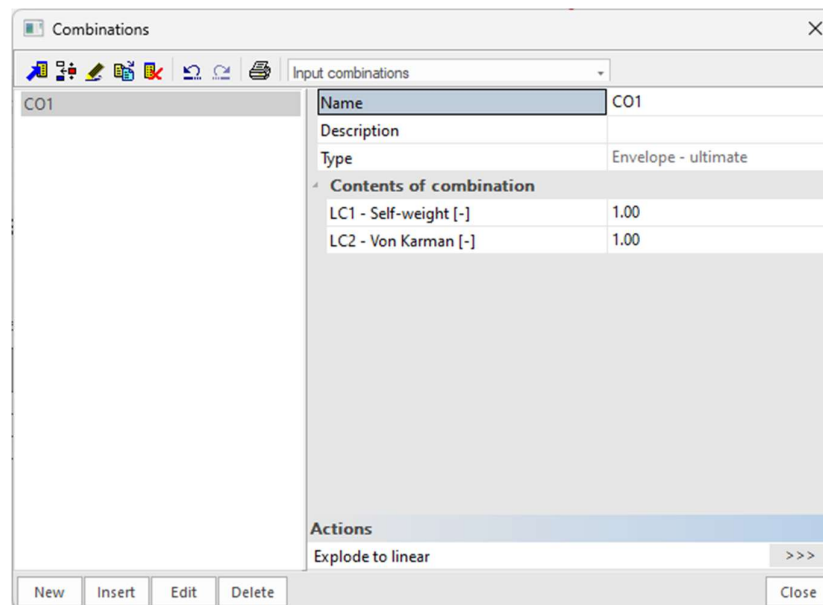 Combinations
Input combinations
CO1
Name CO1
Description
Type Envelope - ultimate
Contents of combination
LC1 - Self-weight [-] 1.00
LC2 - Von Karman [-] 1.00
Actions
Explode to linear >>>
New Insert Edit Delete Close